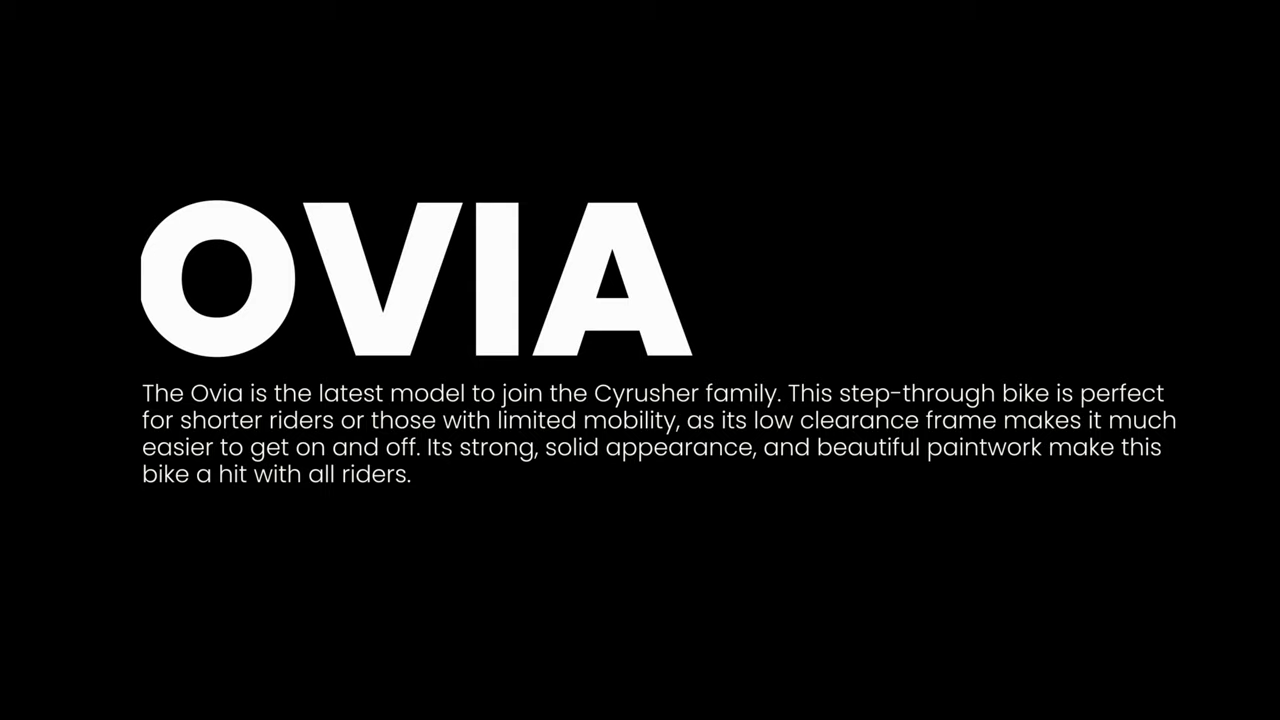 OVIA
The Ovia is the latest model to join the Cyrusher family. This step-through bike is perfect
for shorter riders or those with limited mobility, as its low clearance frame makes it much
easier to get on and off. Its strong, solid appearance, and beautiful paintwork make this
bike a hit with all riders.